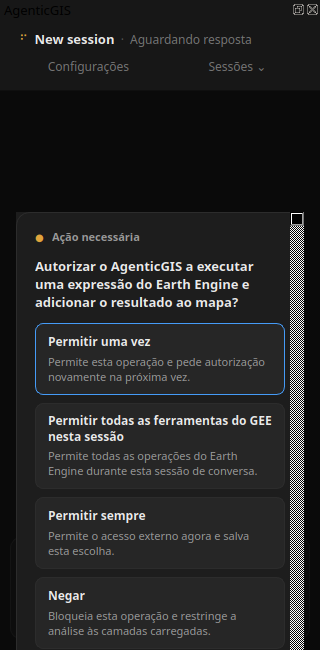 AgenticGIS
New session · Aguardando resposta
Configurações Sessões
Ação necessária
Autorizar o AgenticGIS a executar
uma expressão do Earth Engine e
adicionar o resultado ao mapa?
Permitir uma vez
Permite esta operação e pede autorização
novamente na próxima vez.
Permitir todas as ferramentas do GEE
nesta sessão
Permite todas as operações do Earth
Engine durante esta sessão de conversa.
Permitir sempre
Permite o acesso externo agora e salva
esta escolha.
Negar
Bloqueia esta operação e restringe a
análise às camadas carregadas.